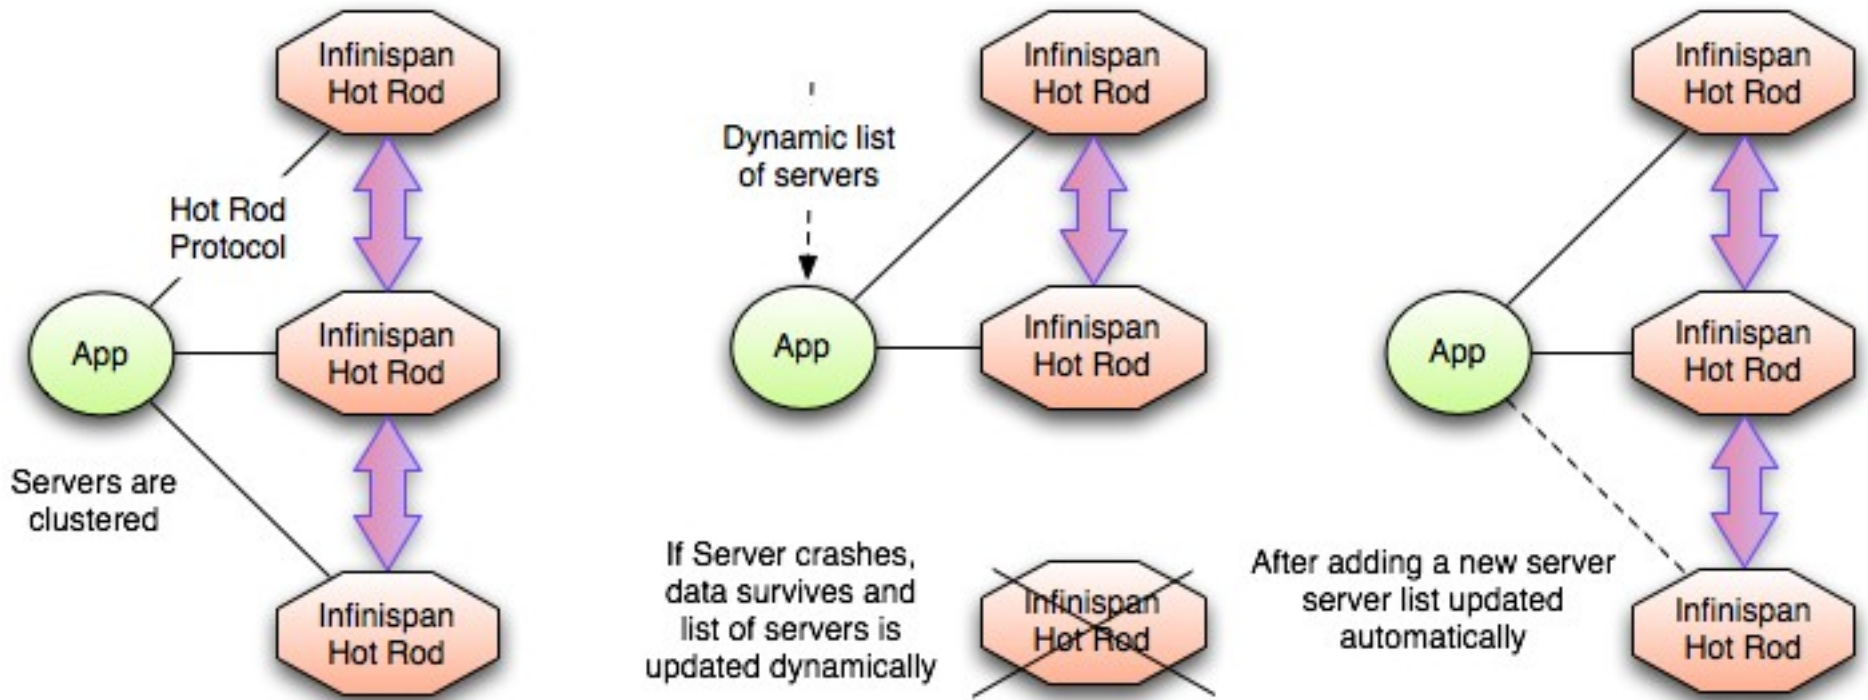 Infinispan
Hot Rod
Hot Rod
Protocol
App
Infinispan
Hot Rod
Servers are
clustered
Infinispan
Hot Rod
Infinispan
Hot Rod
Dynamic list
of servers
App
Infinispan
Hot Rod
If Server crashes,
data survives and
list of servers is
updated dynamically
Infinispan
Hot Rod
Infinispan
Hot Rod
App
Infinispan
Hot Rod
After adding a new server
server list updated
automatically
Infinispan
Hot Rod